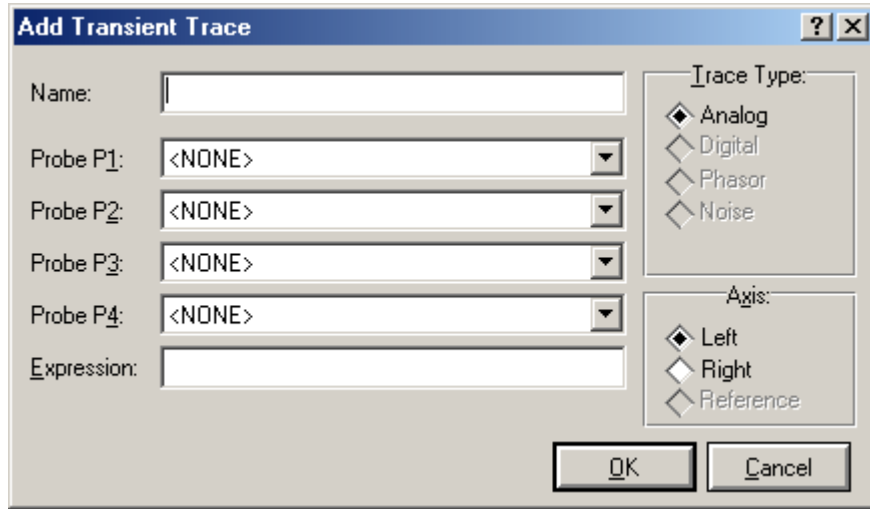 Add Transient Trace
Name:
Probe P1: <NONE>
Probe P2: <NONE>
Probe P3: <NONE>
Probe P4: <NONE>
Expression:
Trace Type:
Analog
Digital
Phasor
Noise
Axis:
Left
Right
Reference
OK
Cancel